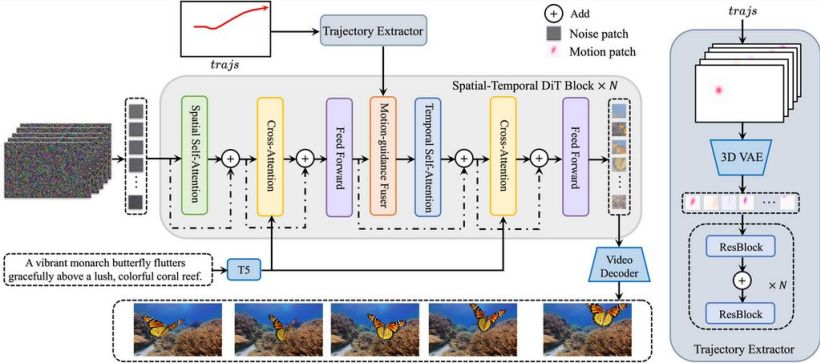 trajs
Trajectory Extractor
Add
Noise patch
Motion patch
Spatial-Temporal DiT Block × N
Spatial Self-Attention
Cross-Attention
Feed Forward
Motion-guidance Fuser
Temporal Self-Attention
Cross-Attention
Feed Forward
A vibrant monarch butterfly flutters
gracefully above a lush, colorful coral reef.
T5
Video
Decoder
trajs
3D VAE
ResBlock
× N
ResBlock
Trajectory Extractor